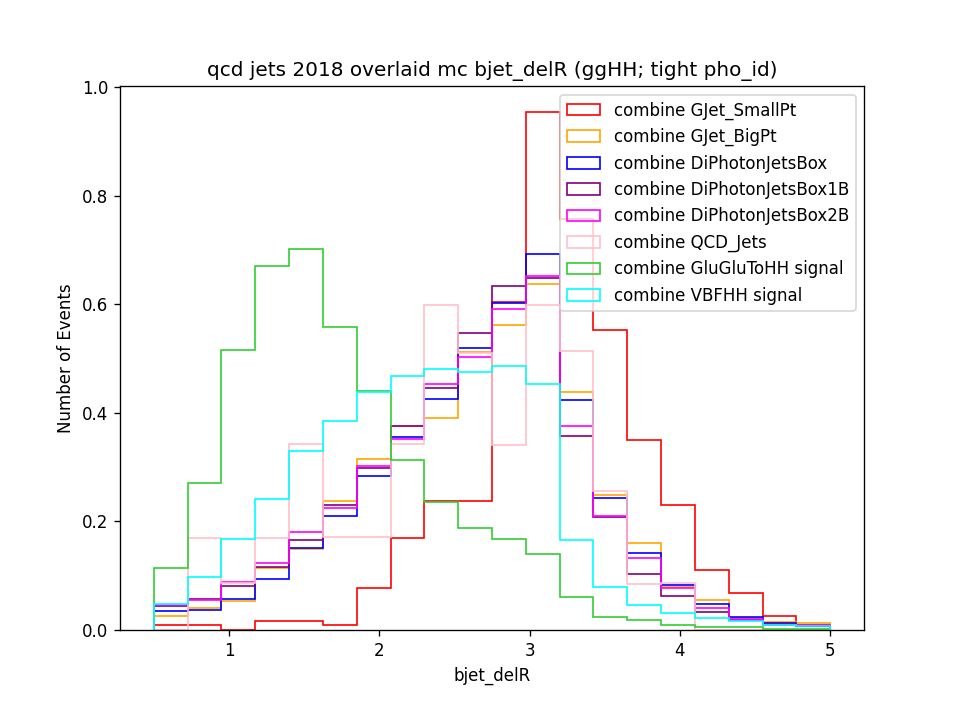 qcd jets 2018 overlaid mc bjet_delR (ggHH; tight pho_id)
1.0
0.8
0.6
0.4
0.2
0.0
Number of Events
combine GJet_SmallPt
combine GJet_BigPt
combine DiPhotonJetsBox
combine DiPhotonJetsBox1B
combine DiPhotonJetsBox2B
combine QCD_Jets
combine GluGluToHH signal
combine VBFHH signal
1 2 3 4 5
bjet_delR